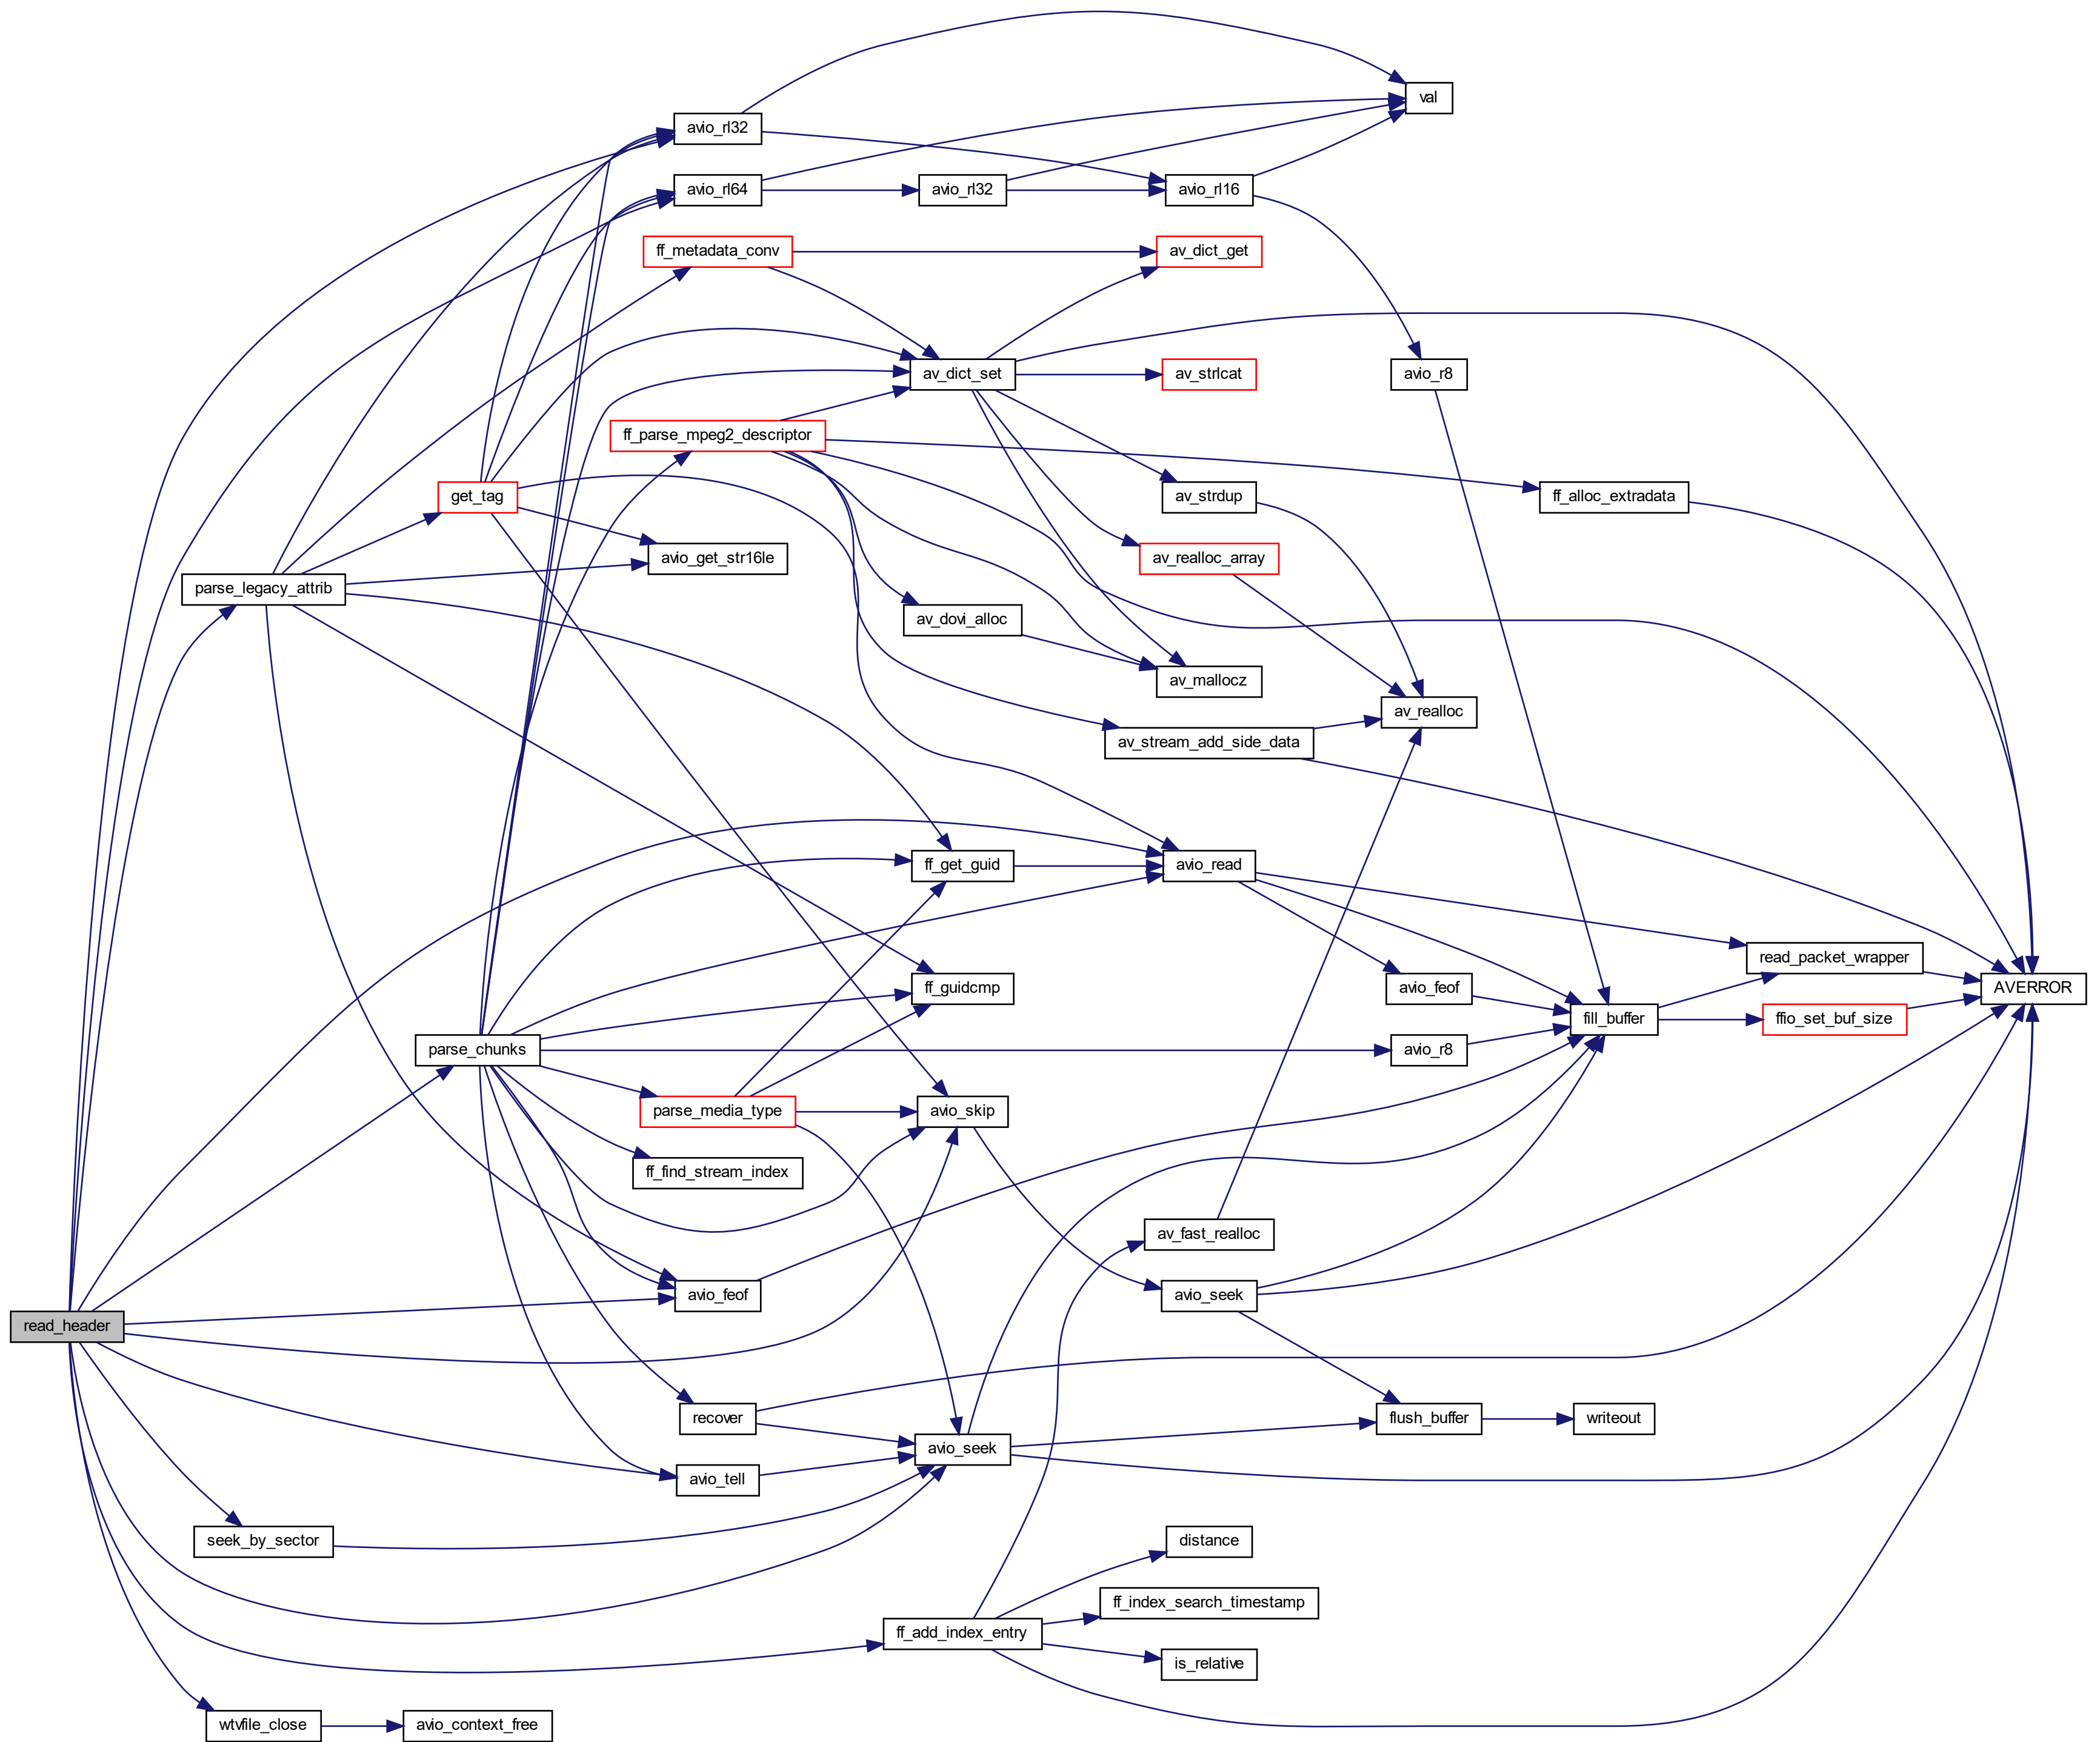 val
avio_rl32
avio_rl64
avio_rl32
avio_rl16
ff_metadata_conv
av_dict_get
av_dict_set
av_strlcat
avio_r8
ff_parse_mpeg2_descriptor
get_tag
av_strdup
ff_alloc_extradata
avio_get_str16le
av_realloc_array
parse_legacy_attrib
av_dovi_alloc
av_mallocz
av_realloc
av_stream_add_side_data
ff_get_guid
avio_read
read_packet_wrapper
ff_guidcmp
avio_feof
AVERROR
fill_buffer
ffio_set_buf_size
parse_chunks
avio_r8
parse_media_type
avio_skip
ff_find_stream_index
av_fast_realloc
avio_feof
avio_seek
read_header
recover
flush_buffer
writeout
avio_seek
avio_tell
seek_by_sector
distance
ff_index_search_timestamp
ff_add_index_entry
is_relative
wtvfile_close
avio_context_free